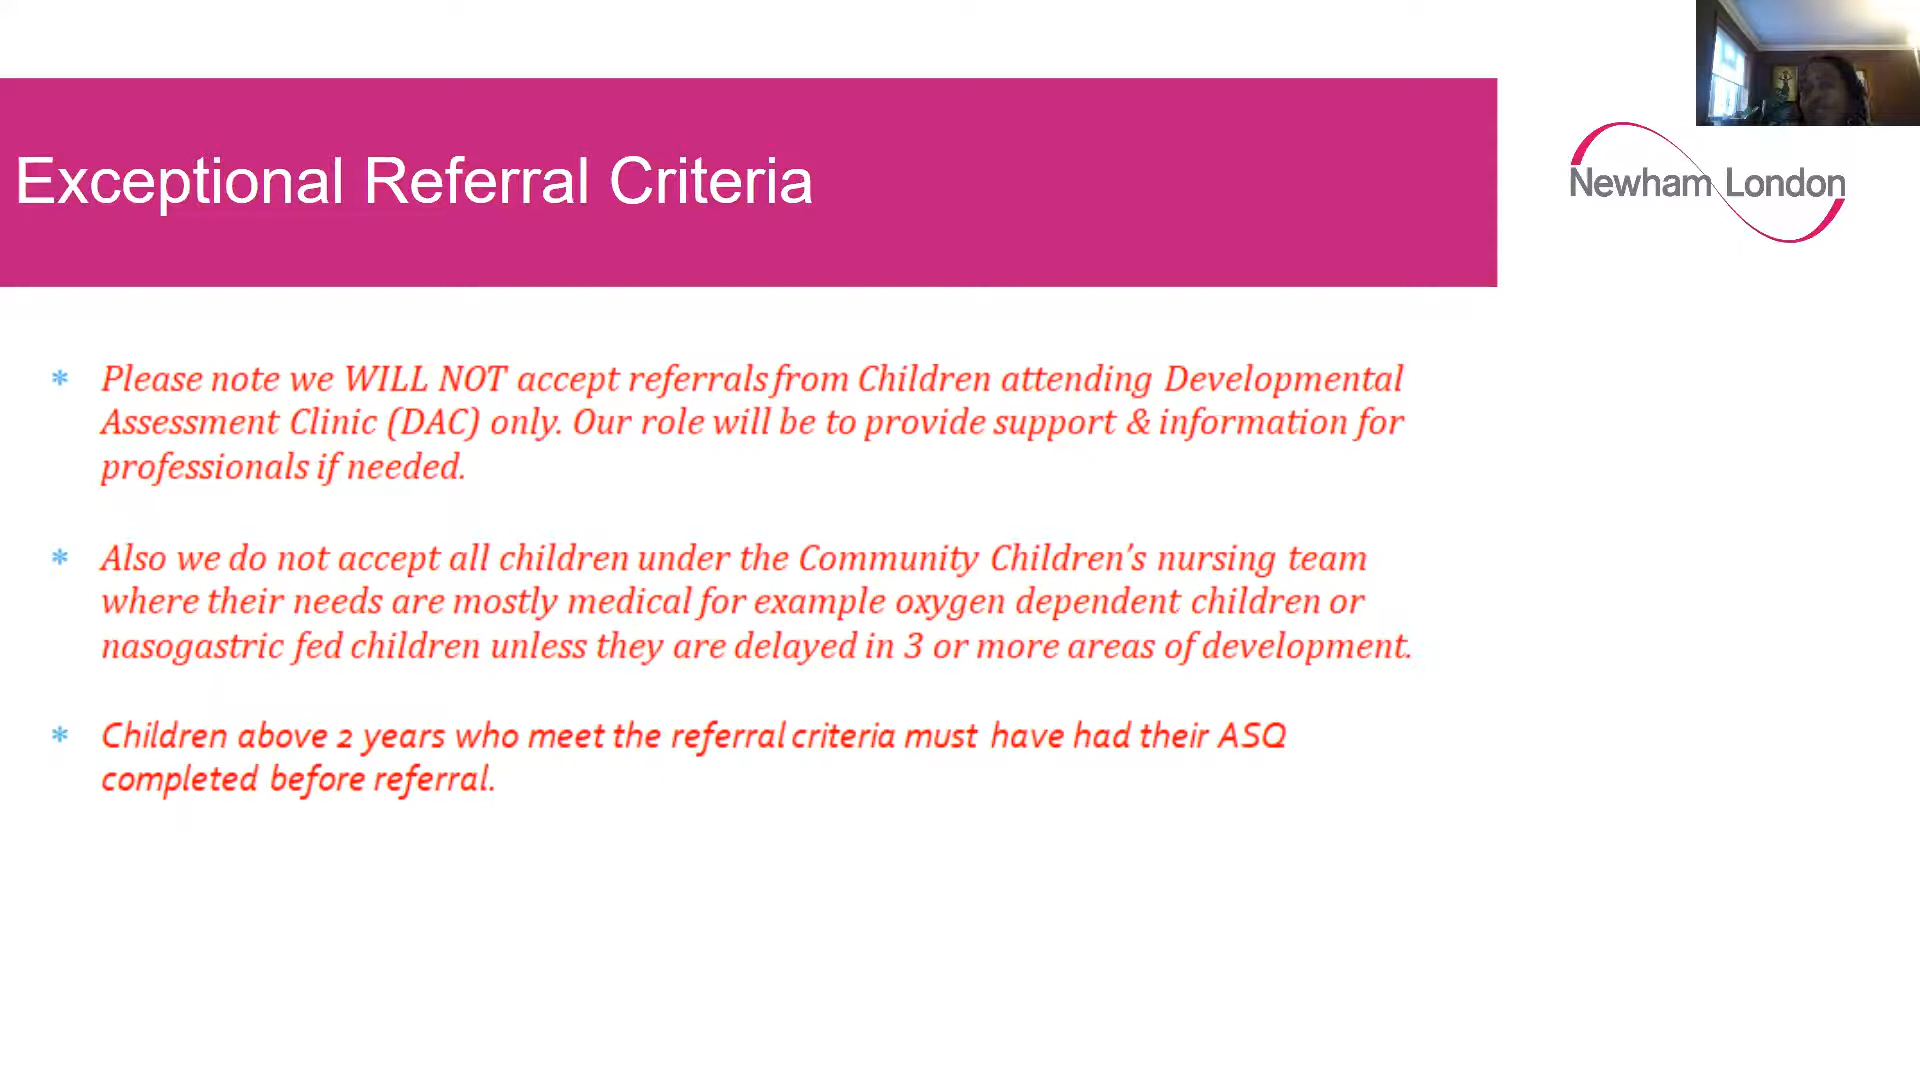 Exceptional Referral Criteria
Newham London
* Please note we WILL NOT accept referrals from Children attending Developmental
Assessment Clinic (DAC) only. Our role will be to provide support & information for
professionals if needed.
* Also we do not accept all children under the Community Children's nursing team
where their needs are mostly medical for example oxygen dependent children or
nasogastric fed children unless they are delayed in 3 or more areas of development.
* Children above 2 years who meet the referral criteria must have had their ASQ
completed before referral.